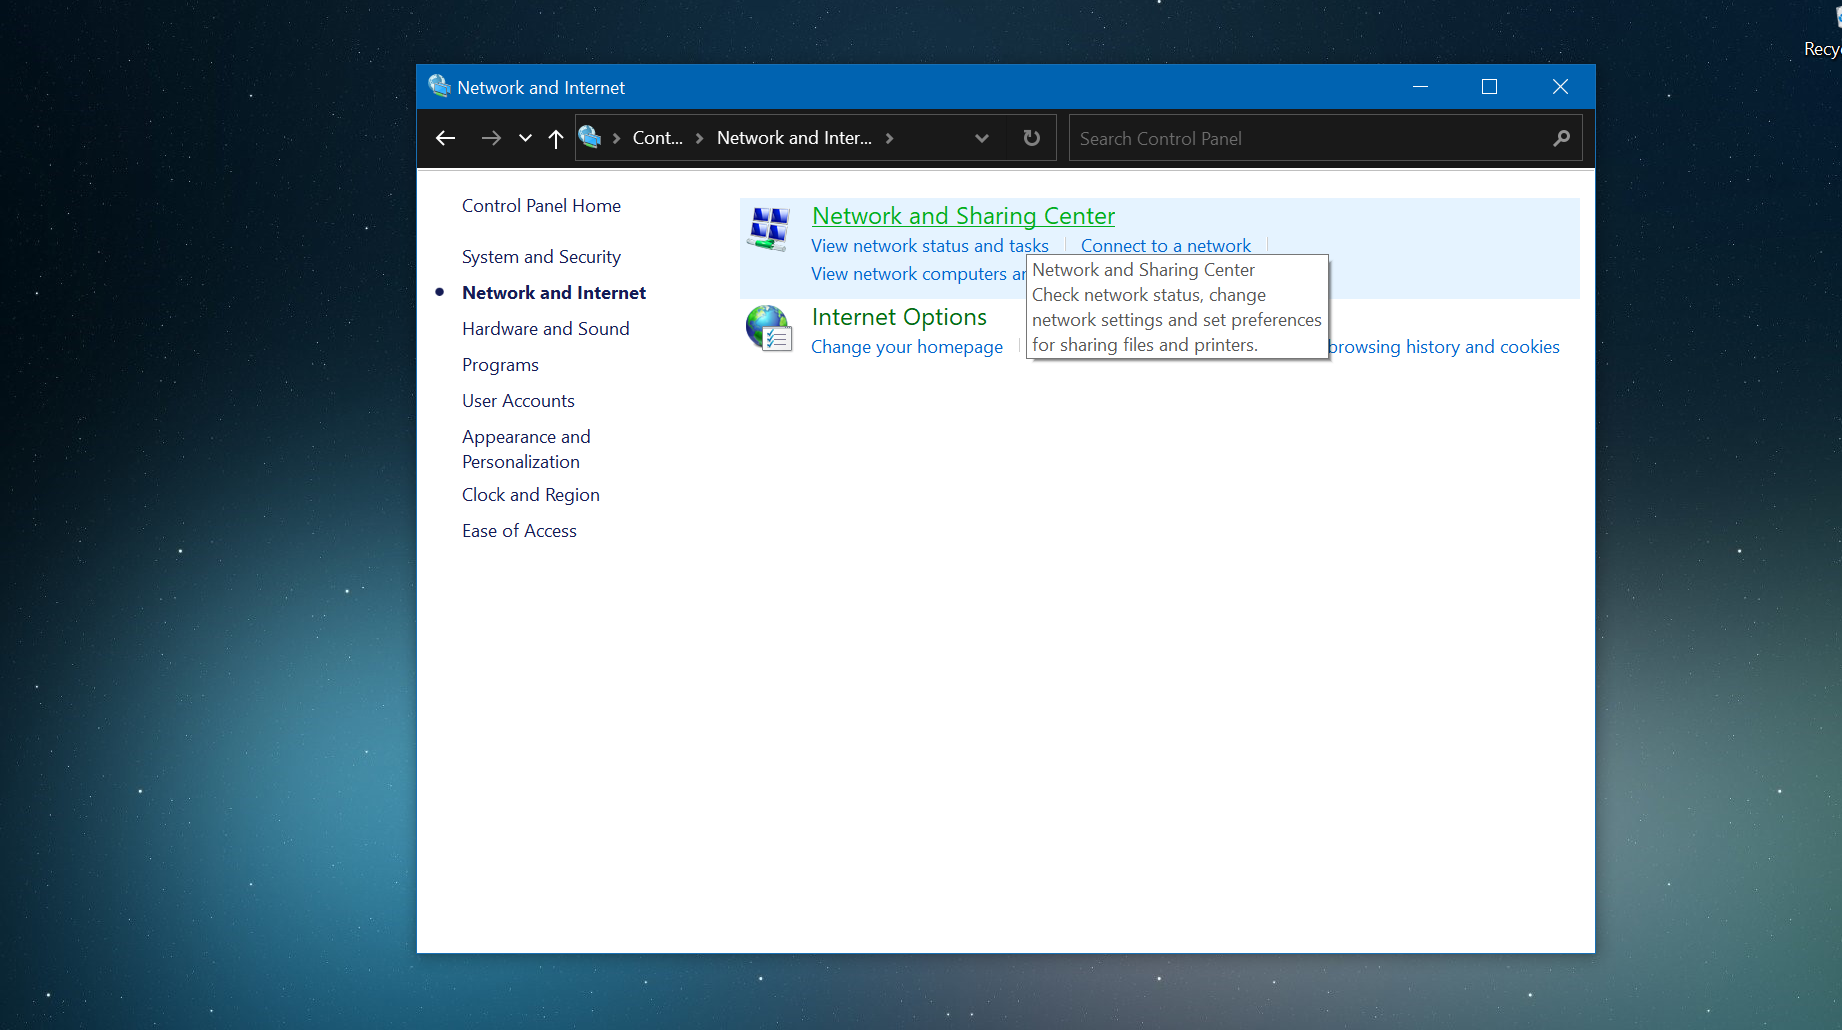 Recy
Network and Internet
Cont... Network and Inter...
Search Control Panel
Control Panel Home
System and Security
Network and Internet
Hardware and Sound
Programs
User Accounts
Appearance and
Personalization
Clock and Region
Ease of Access
Network and Sharing Center
View network status and tasks
Connect to a network
View network computers
Network and Sharing Center
Check network status, change
network settings and set preferences
for sharing files and printers.
Internet Options
Change your homepage
browsing history and cookies